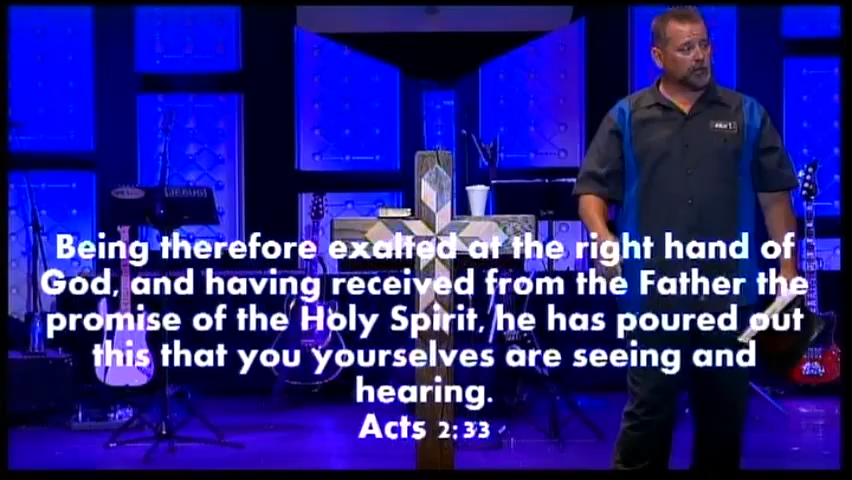 Being therefore exalted at the right hand of
God, and having received from the Father the
promise of the Holy Spirit, he has poured out
this that you yourselves are seeing and
hearing.
Acts 2:33